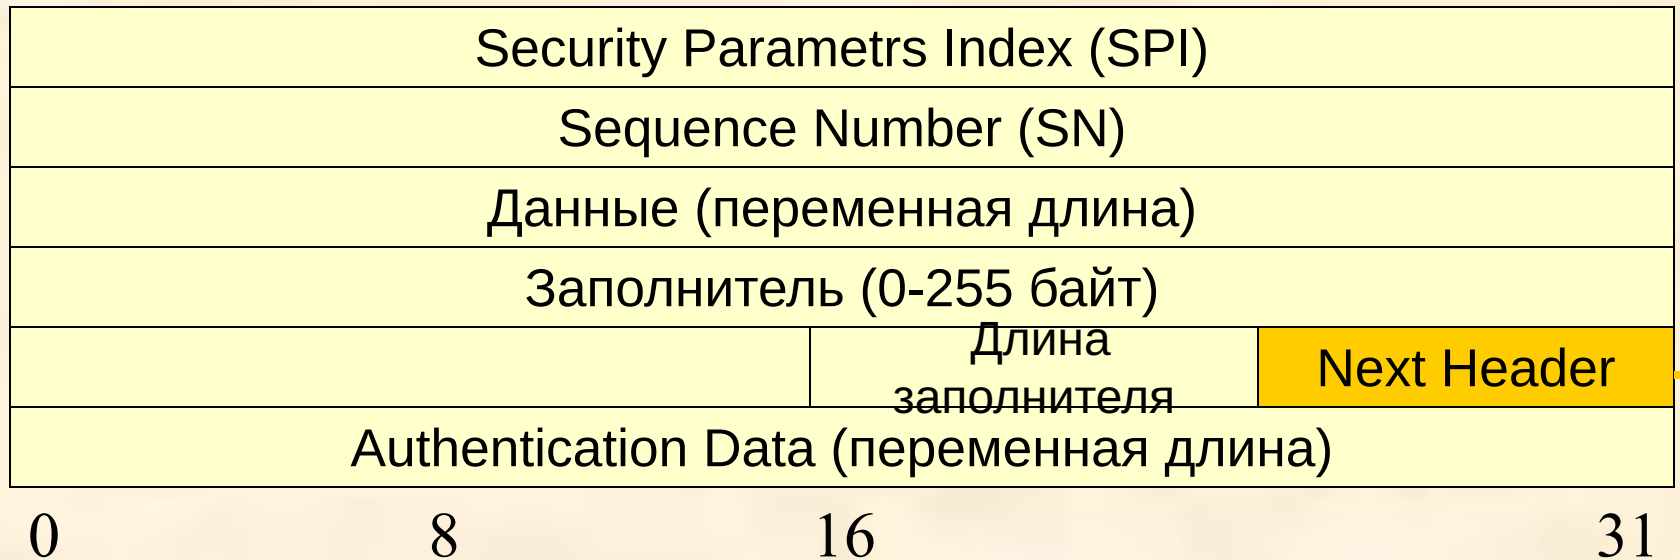 Security Parametrs Index (SPI)
Sequence Number (SN)
Данные (переменная длина)
Заполнитель (0-255 байт)
Длина
заполнителя
Next Header
Authentication Data (переменная длина)
0 8 16 31